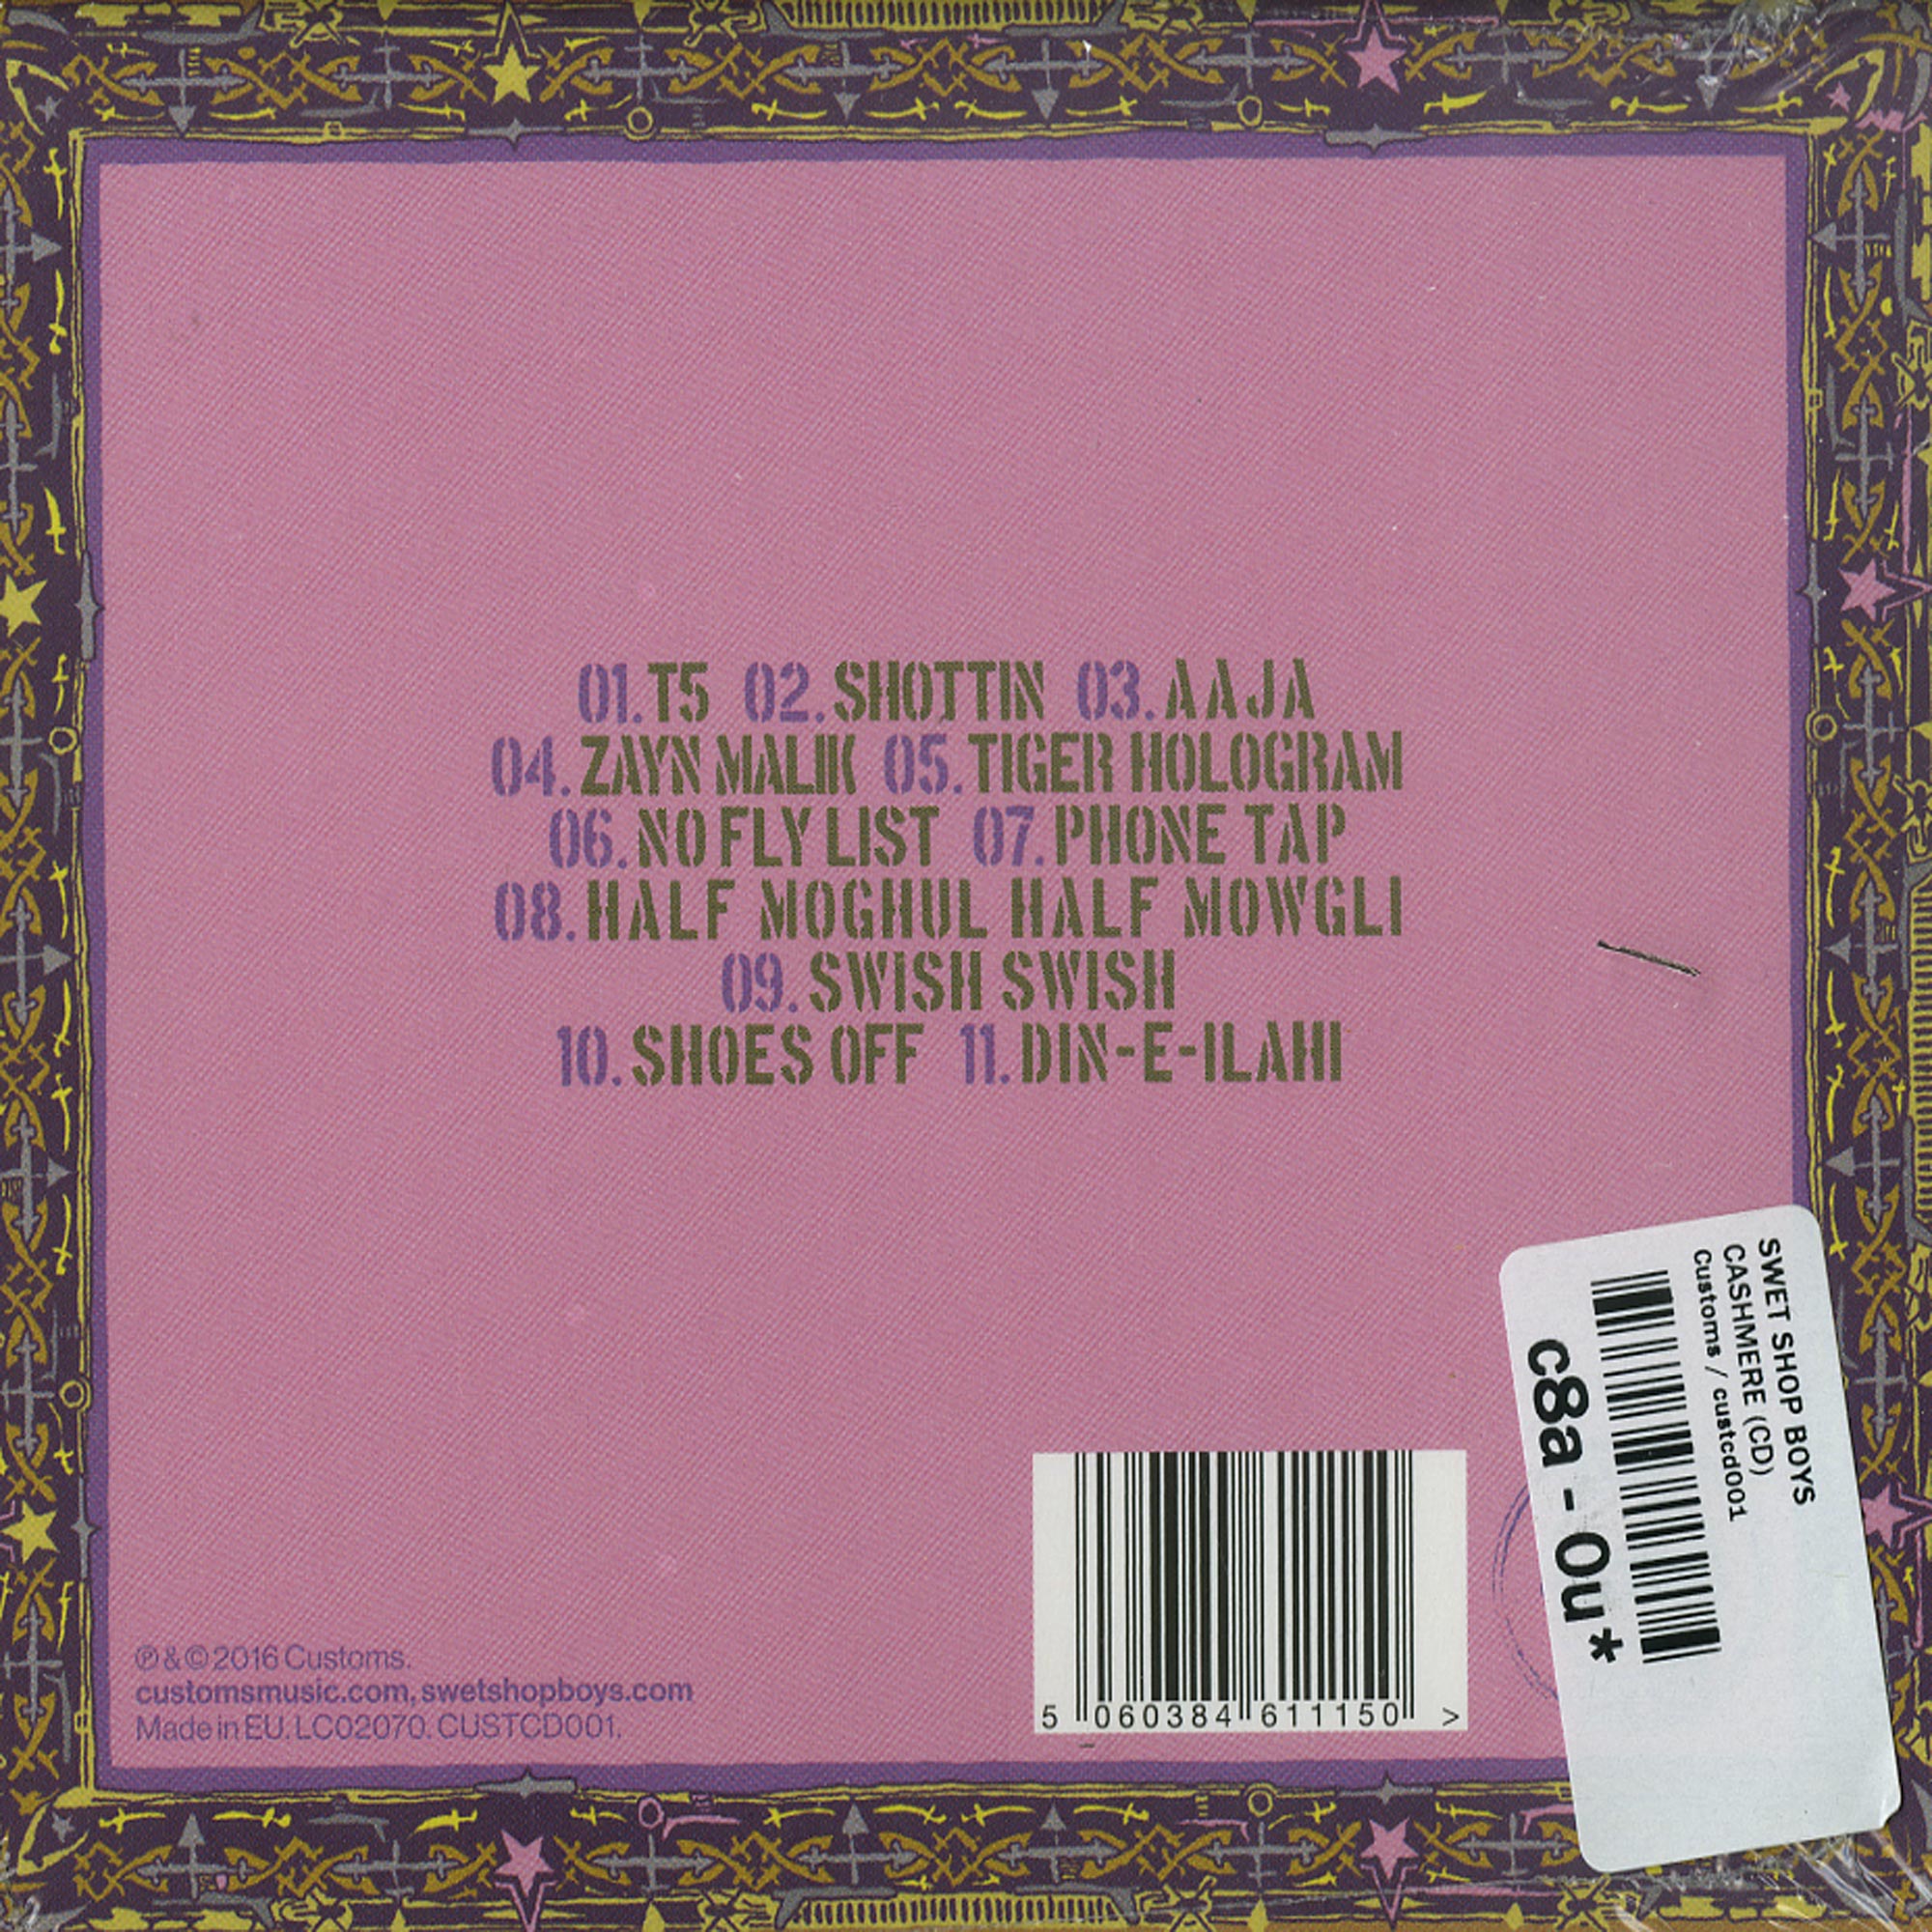 01. T5 02. SHOTTIN 03. AAJA
04. ZAYN MALIK 05. TIGER HOLOGRAM
06. NO FLY LIST 07. PHONE TAP
08. HALF MOGHUL HALF MOWGLI
09. SWISH SWISH
10. SHOES OFF 11. DIN-E-ILAHI
SWET SHOP BOYS
CASHMERE (CD)
Customs / custcd001
c8a - 0u*
℗ & © 2016 Customs.
customsmusic.com, swetshopboys.com
Made in EU. LC02070. CUSTCD001.
5 060384 611150 >